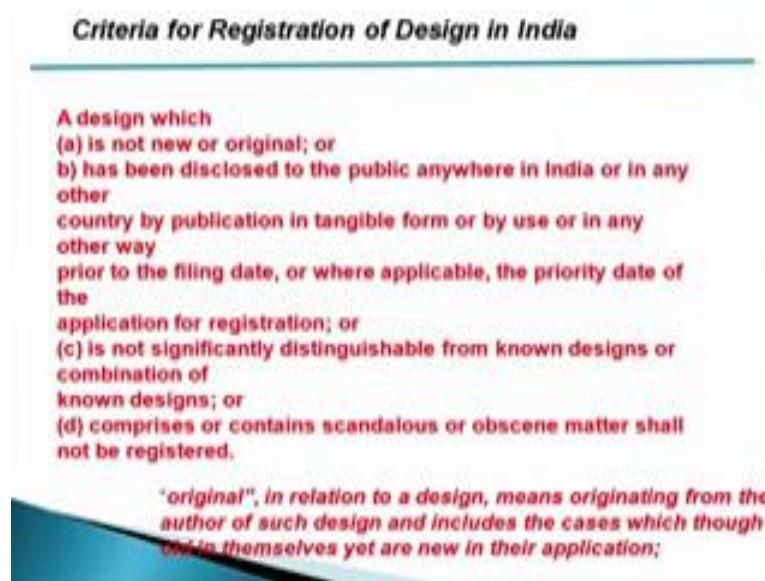 Criteria for Registration of Design in India
A design which
(a) is not new or original; or
b) has been disclosed to the public anywhere in India or in any
other
country by publication in tangible form or by use or in any
other way
prior to the filing date, or where applicable, the priority date of
the
application for registration; or
(c) is not significantly distinguishable from known designs or
combination of
known designs; or
(d) comprises or contains scandalous or obscene matter shall
not be registered.
"original", in relation to a design, means originating from the
author of such design and includes the cases which though
old in themselves yet are new in their application;